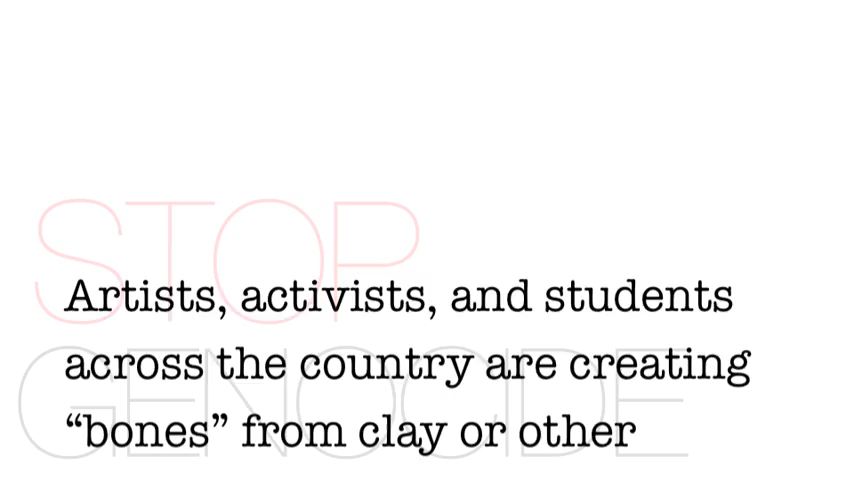 STOP
Artists, activists, and students
GENOCIDE
across the country are creating
“bones” from clay or other